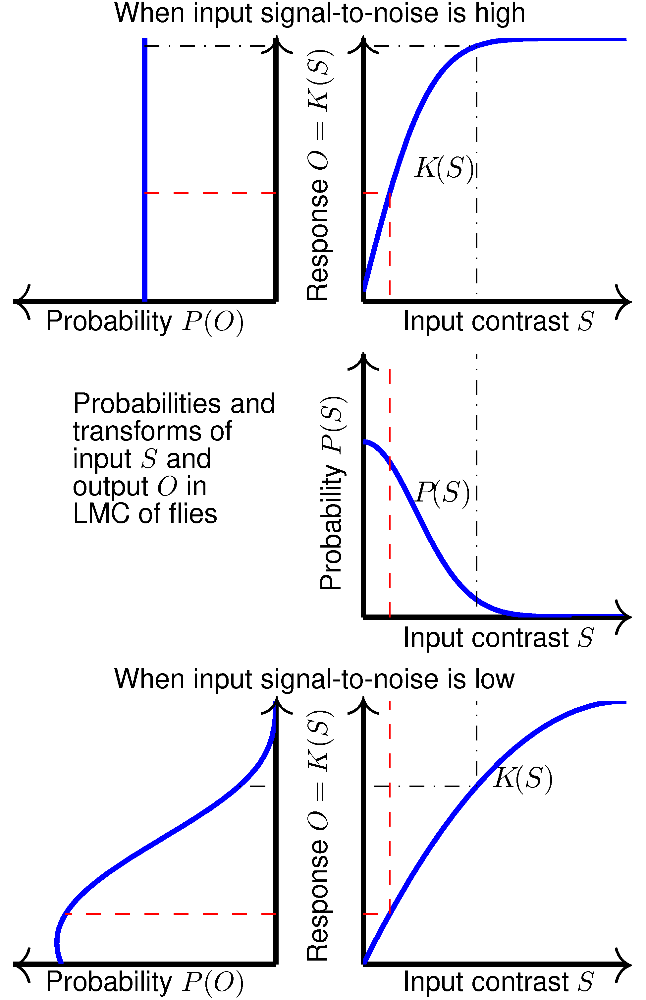 When input signal-to-noise is high
Response O = K(S)
K(S)
Probability P(O)
Input contrast S
Probabilities and
transforms of
input S and
output O in
LMC of flies
Probability P(S)
P(S)
Input contrast S
When input signal-to-noise is low
Response O = K(S)
K(S)
Probability P(O)
Input contrast S